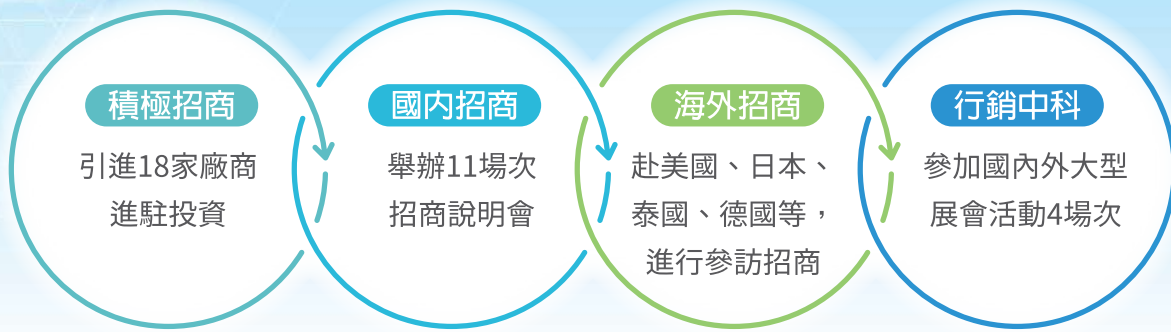 積極招商
引進18家廠商
進駐投資
國內招商
舉辦11場次
招商說明會
海外招商
赴美國、日本、
泰國、德國等，
進行參訪招商
行銷中科
參加國內外大型
展會活動4場次